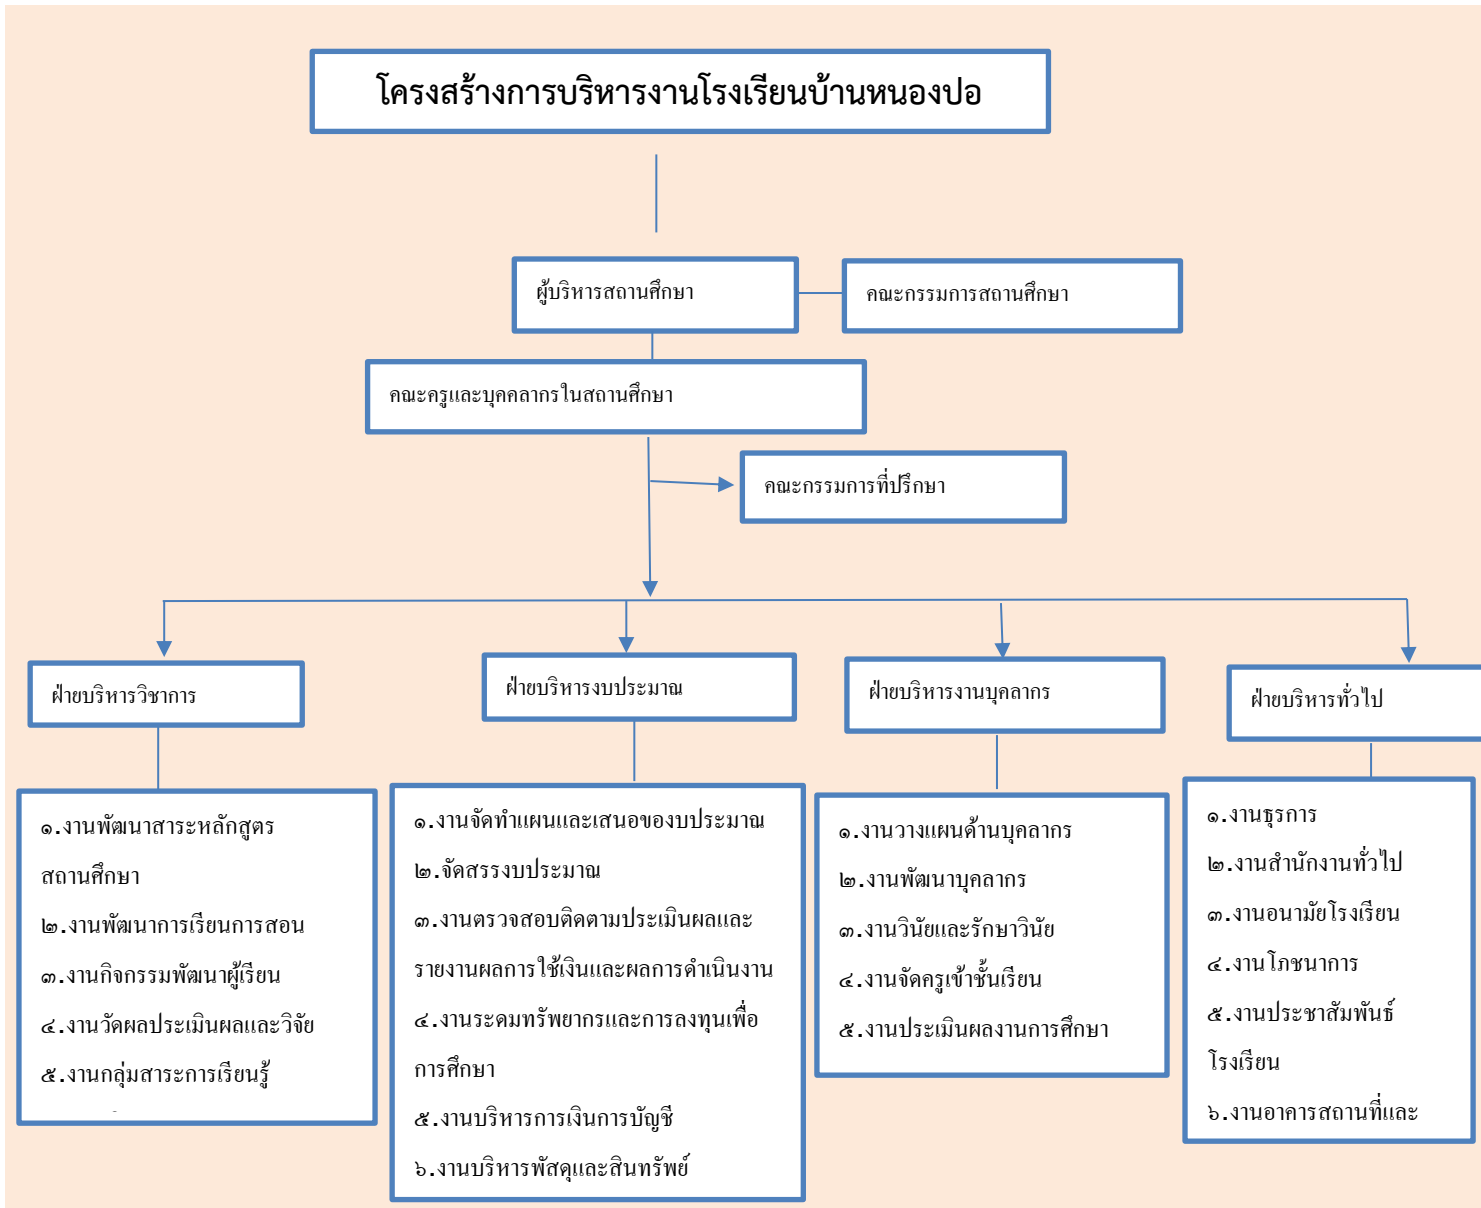 โครงสร้างการบริหารงานโรงเรียนบ้านหนองปอ
ผู้บริหารสถานศึกษา
คณะกรรมการสถานศึกษา
คณะครูและบุคคลากรในสถานศึกษา
คณะกรรมการที่ปรึกษา
ฝ่ายบริหารวิชาการ
ฝ่ายบริหารงบประมาณ
ฝ่ายบริหารงานบุคลากร
ฝ่ายบริหารทั่วไป
๑.งานพัฒนาสาระหลักสูตร
สถานศึกษา
๒.งานพัฒนาการเรียนการสอน
๓.งานกิจกรรมพัฒนาผู้เรียน
๔.งานวัดผลประเมินผลและวิจัย
๕.งานกลุ่มสาระการเรียนรู้
๑.งานจัดทำแผนและเสนอของบประมาณ
๒.จัดสรรงบประมาณ
๓.งานตรวจสอบติดตามประเมินผลและ
รายงานผลการใช้เงินและผลการดำเนินงาน
๔.งานระดมทรัพยากรและการลงทุนเพื่อ
การศึกษา
๕.งานบริหารการเงินการบัญชี
๖.งานบริหารพัสดุและสินทรัพย์
๑.งานวางแผนด้านบุคลากร
๒.งานพัฒนาบุคลากร
๓.งานวินัยและรักษาวินัย
๔.งานจัดครูเข้าชั้นเรียน
๕.งานประเมินผลงานการศึกษา
๑.งานธุรการ
๒.งานสำนักงานทั่วไป
๓.งานอนามัยโรงเรียน
๔.งานโภชนาการ
๕.งานประชาสัมพันธ์
โรงเรียน
๖.งานอาคารสถานที่และ